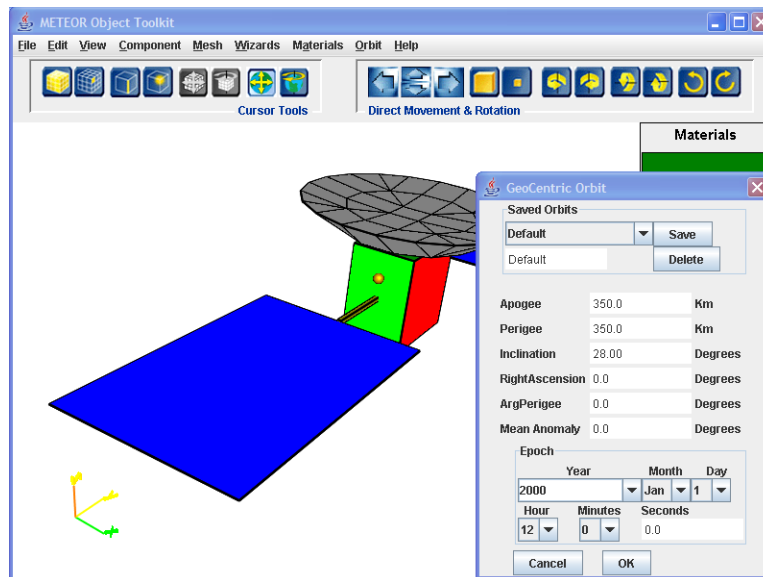 METEOR Object Toolkit
File Edit View Component Mesh Wizards Materials Orbit Help
Cursor Tools
Direct Movement & Rotation
Materials
GeoCentric Orbit
Saved Orbits
Default
Save
Default
Delete
Apogee 350.0 Km
Perigee 350.0 Km
Inclination 28.00 Degrees
RightAscension 0.0 Degrees
ArgPerigee 0.0 Degrees
Mean Anomaly 0.0 Degrees
Epoch
Year Month Day
2000 Jan 1
Hour Minutes Seconds
12 0 0.0
Cancel OK